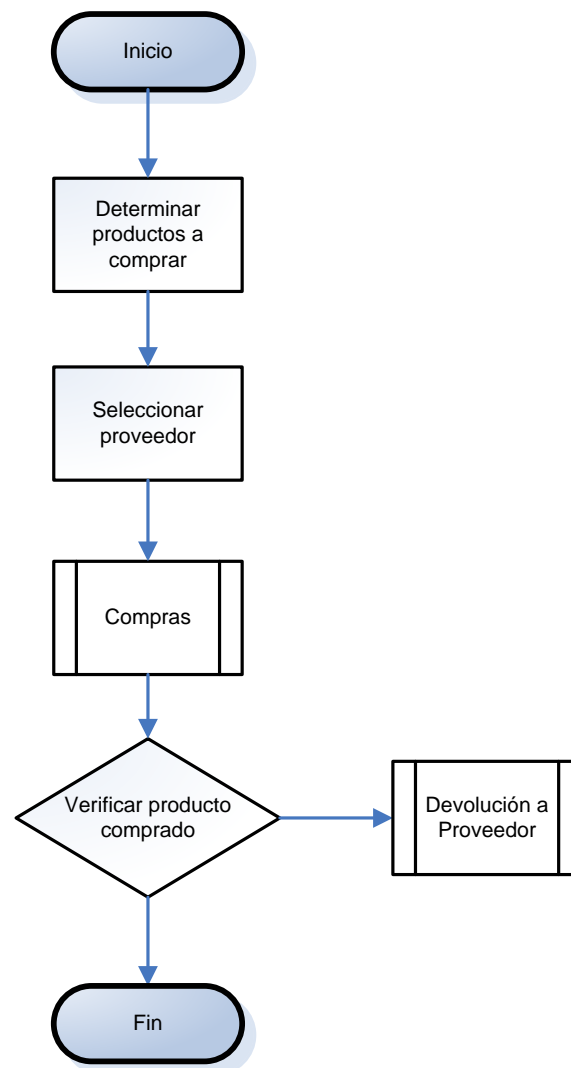 Inicio
Determinar
productos a
comprar
Seleccionar
proveedor
Compras
Verificar producto
comprado
Devolución a
Proveedor
Fin